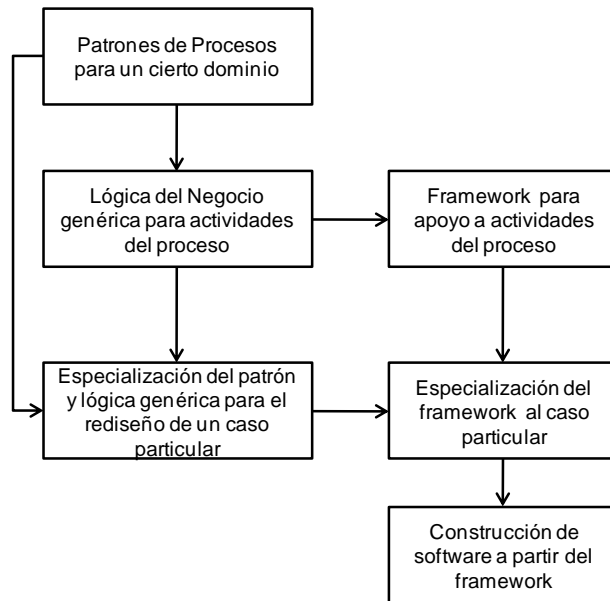 Patrones de Procesos
para un cierto dominio
Lógica del Negocio
genérica para actividades
del proceso
Framework para
apoyo a actividades
del proceso
Especialización del patrón
y lógica genérica para el
rediseño de un caso
particular
Especialización del
framework al caso
particular
Construcción de
software a partir del
framework